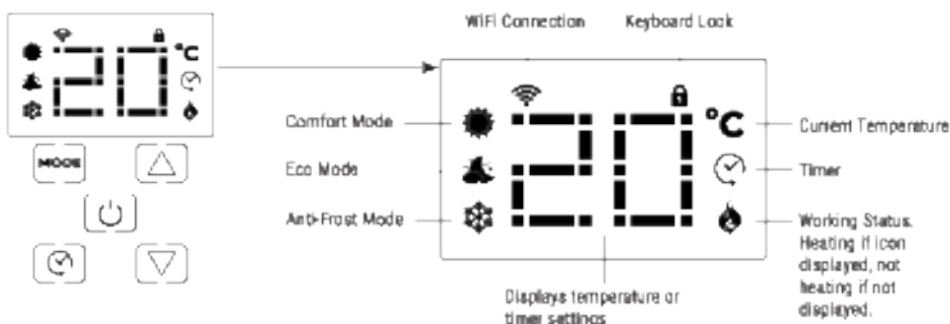 WiFi Connection Keyboard Lock
20
°C
20
°C
Comfort Mode
Current Temperature
MODE
Eco Mode
Timer
Anti-Frost Mode
Working Status.
Heating if icon
displayed, not
heating if not
displayed.
Displays temperature or
timer settings